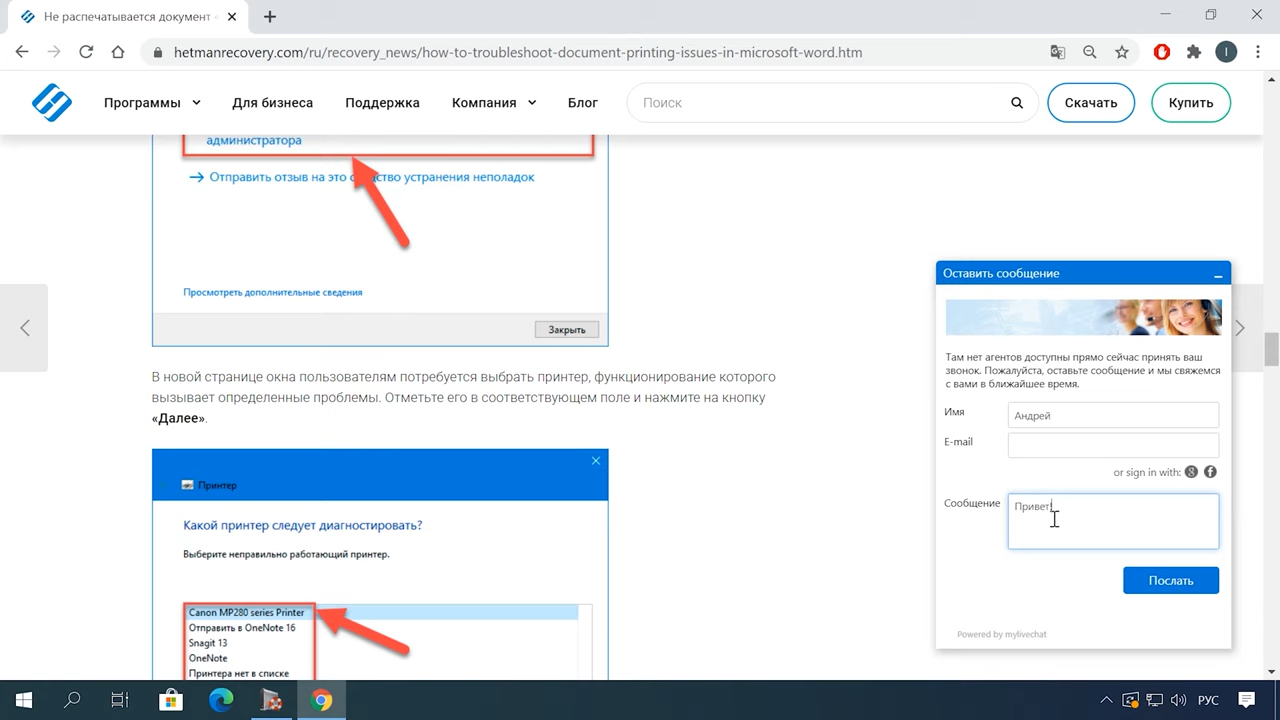 Не распечатывается документ
hetmanrecovery.com/ru/recovery_news/how-to-troubleshoot-document-printing-issues-in-microsoft-word.htm
Программы Для бизнеса Поддержка Компания Блог Поиск Скачать Купить
администратора
Отправить отзыв на это средство устранения неполадок
Просмотреть дополнительные сведения
Закрыть
В новой странице окна пользователям потребуется выбрать принтер, функционирование которого
вызывает определенные проблемы. Отметьте его в соответствующем поле и нажмите на кнопку
«Далее».
Принтер
Какой принтер следует диагностировать?
Выберите неправильно работающий принтер.
Canon MP280 series Printer
Отправить в OneNote 16
Snagit 13
OneNote
Принтера нет в списке
Оставить сообщение
Там нет агентов доступны прямо сейчас принять ваш
звонок. Пожалуйста, оставьте сообщение и мы свяжемся
с вами в ближайшее время.
Имя Андрей
E-mail
or sign in with:
Сообщение Привет!
Послать
Powered by mylivechat
РУС